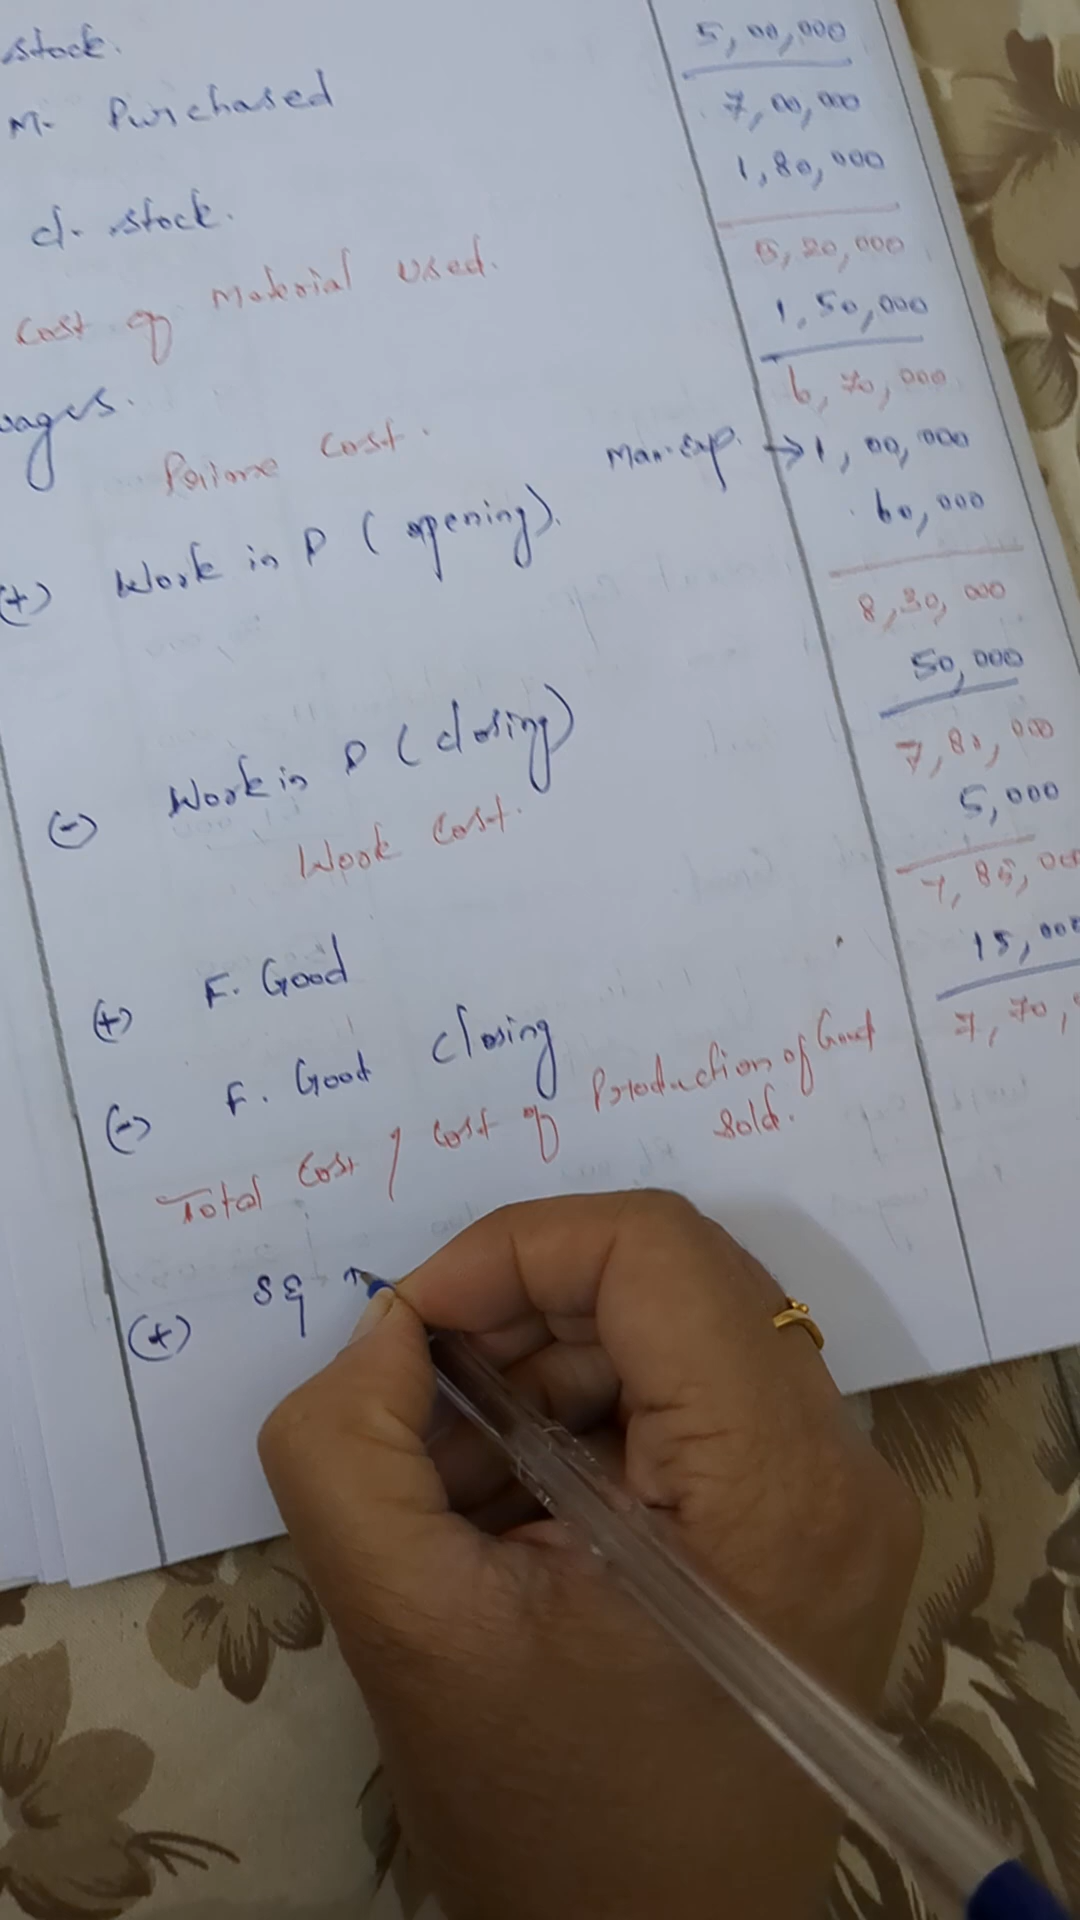 stock. 5,00,000
M. Purchased 7,00,000
cl. stock. 1,80,000
Cost of Material Used. 5,20,000
wages. 1,50,000
Prime Cost. 6,70,000
Man. Exp. → 1,00,000
(+) Work in P (opening). 60,000
8,30,000
(-) Work in P (closing) 50,000
Work Cost. 7,80,000
(+) F. Good 5,000
7,85,000
(-) F. Good closing 15,000
Total Cost / Cost of Production of Good Sold. 7,70,
(+) S &